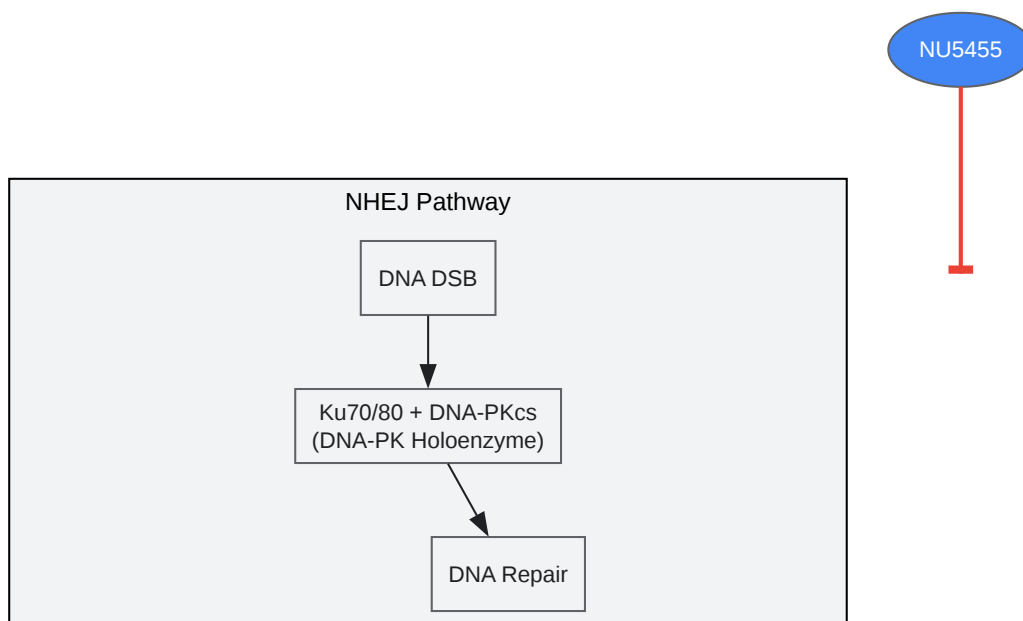 NU5455
NHEJ Pathway
DNA DSB
Ku70/80 + DNA-PKcs
(DNA-PK Holoenzyme)
DNA Repair